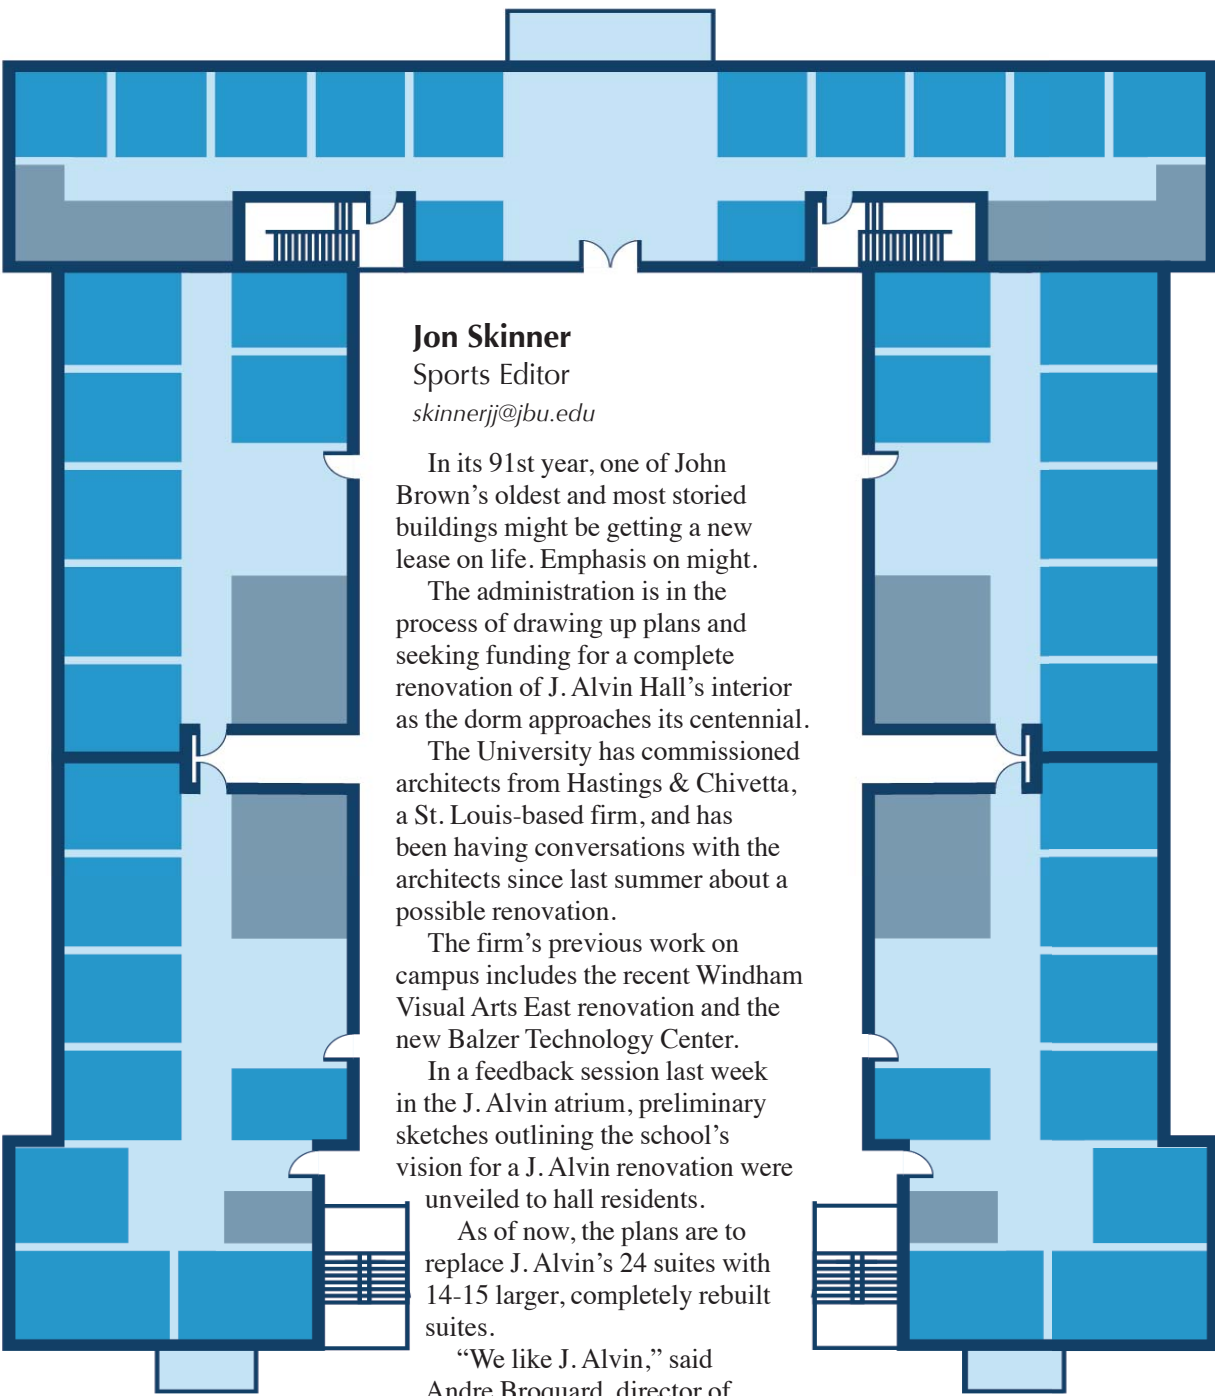 Jon Skinner
Sports Editor
skinnerjj@jbu.edu
In its 91st year, one of John
Brown’s oldest and most storied
buildings might be getting a new
lease on life. Emphasis on might.
The administration is in the
process of drawing up plans and
seeking funding for a complete
renovation of J. Alvin Hall’s interior
as the dorm approaches its centennial.
The University has commissioned
architects from Hastings & Chivetta,
a St. Louis-based firm, and has
been having conversations with the
architects since last summer about a
possible renovation.
The firm’s previous work on
campus includes the recent Windham
Visual Arts East renovation and the
new Balzer Technology Center.
In a feedback session last week
in the J. Alvin atrium, preliminary
sketches outlining the school’s
vision for a J. Alvin renovation were
unveiled to hall residents.
As of now, the plans are to
replace J. Alvin’s 24 suites with
14-15 larger, completely rebuilt
suites.
“We like J. Alvin,” said
Andre Broquard, director of